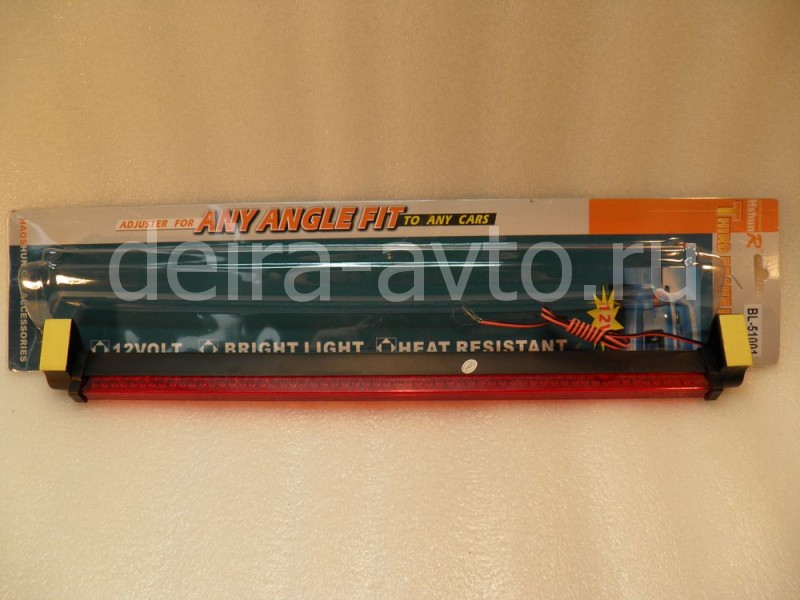 ADJUSTER FOR ANY ANGLE FIT TO ANY CARS
deira-avto.ru
12VOLT BRIGHT LIGHT HEAT RESISTANT
12V
BL-51001
ACCESSORIES